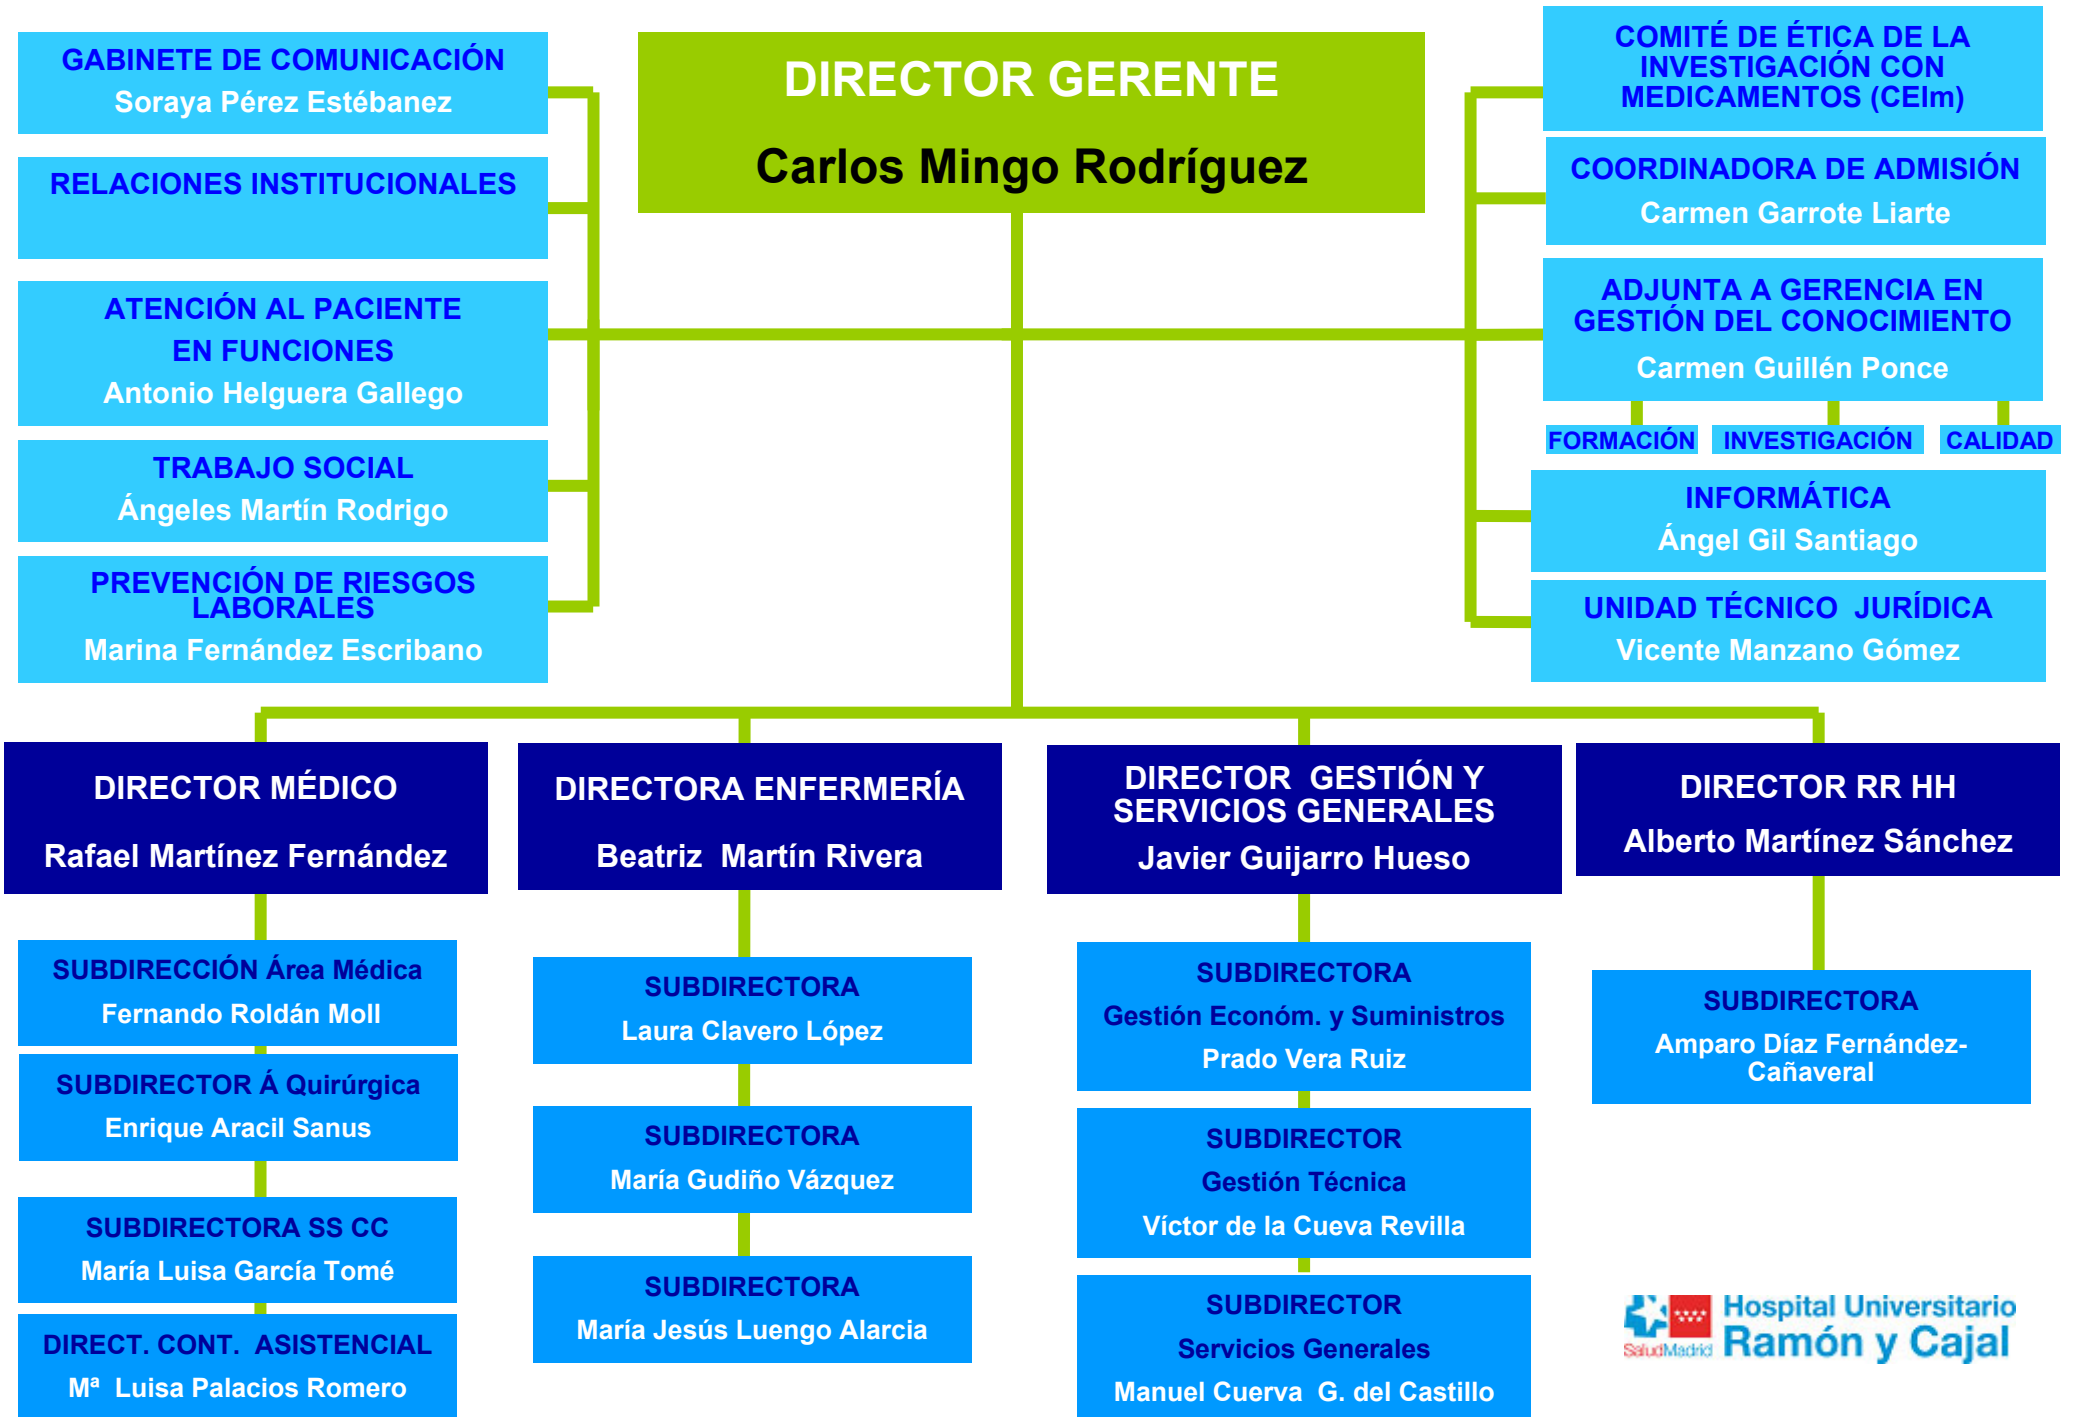 GABINETE DE COMUNICACIÓN
Soraya Pérez Estébanez
RELACIONES INSTITUCIONALES
ATENCIÓN AL PACIENTE
EN FUNCIONES
Antonio Helguera Gallego
TRABAJO SOCIAL
Ángeles Martín Rodrigo
PREVENCIÓN DE RIESGOS
LABORALES
Marina Fernández Escribano
DIRECTOR GERENTE
Carlos Mingo Rodríguez
COMITÉ DE ÉTICA DE LA
INVESTIGACIÓN CON
MEDICAMENTOS (CEIm)
COORDINADORA DE ADMISIÓN
Carmen Garrote Liarte
ADJUNTA A GERENCIA EN
GESTIÓN DEL CONOCIMIENTO
Carmen Guillén Ponce
FORMACIÓN
INVESTIGACIÓN
CALIDAD
INFORMÁTICA
Ángel Gil Santiago
UNIDAD TÉCNICO JURÍDICA
Vicente Manzano Gómez
DIRECTOR MÉDICO
Rafael Martínez Fernández
SUBDIRECCIÓN Área Médica
Fernando Roldán Moll
SUBDIRECTOR Á Quirúrgica
Enrique Aracil Sanus
SUBDIRECTORA SS CC
María Luisa García Tomé
DIRECT. CONT. ASISTENCIAL
Mª Luisa Palacios Romero
DIRECTORA ENFERMERÍA
Beatriz Martín Rivera
SUBDIRECTORA
Laura Clavero López
SUBDIRECTORA
María Gudiño Vázquez
SUBDIRECTORA
María Jesús Luengo Alarcia
DIRECTOR GESTIÓN Y
SERVICIOS GENERALES
Javier Guijarro Hueso
SUBDIRECTORA
Gestión Económ. y Suministros
Prado Vera Ruiz
SUBDIRECTOR
Gestión Técnica
Víctor de la Cueva Revilla
SUBDIRECTOR
Servicios Generales
Manuel Cuerva G. del Castillo
DIRECTOR RR HH
Alberto Martínez Sánchez
SUBDIRECTORA
Amparo Díaz Fernández-
Cañaveral
SaludMadrid
Hospital Universitario
Ramón y Cajal